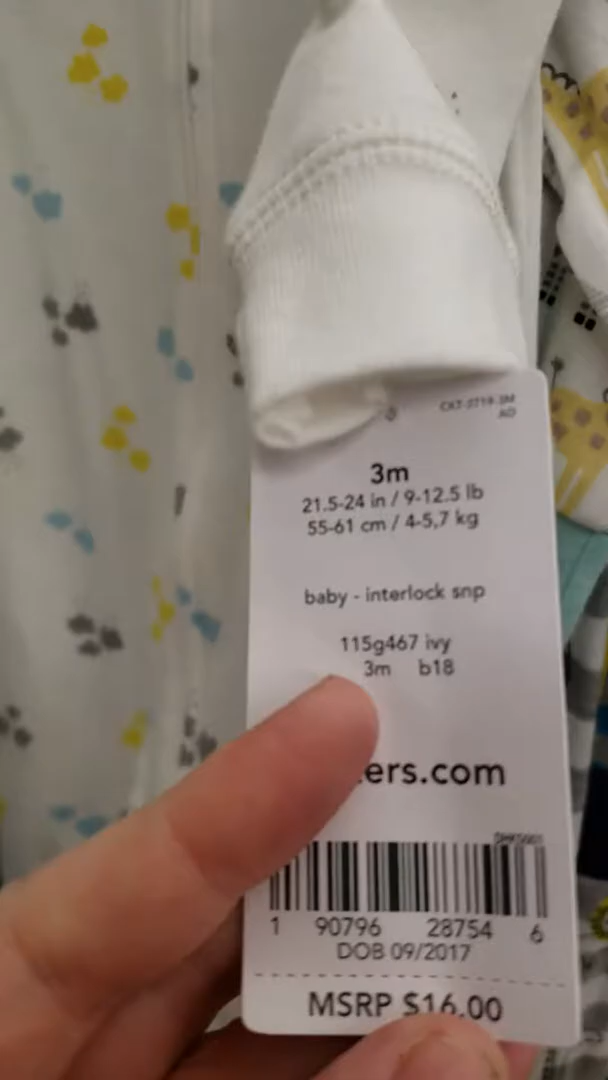 3m
21.5-24 in / 9-12.5 lb
55-61 cm / 4-5,7 kg
baby - interlock snp
115g467 ivy
3m b18
ers.com
1 90796 28754 6
DOB 09/2017
MSRP $16.00